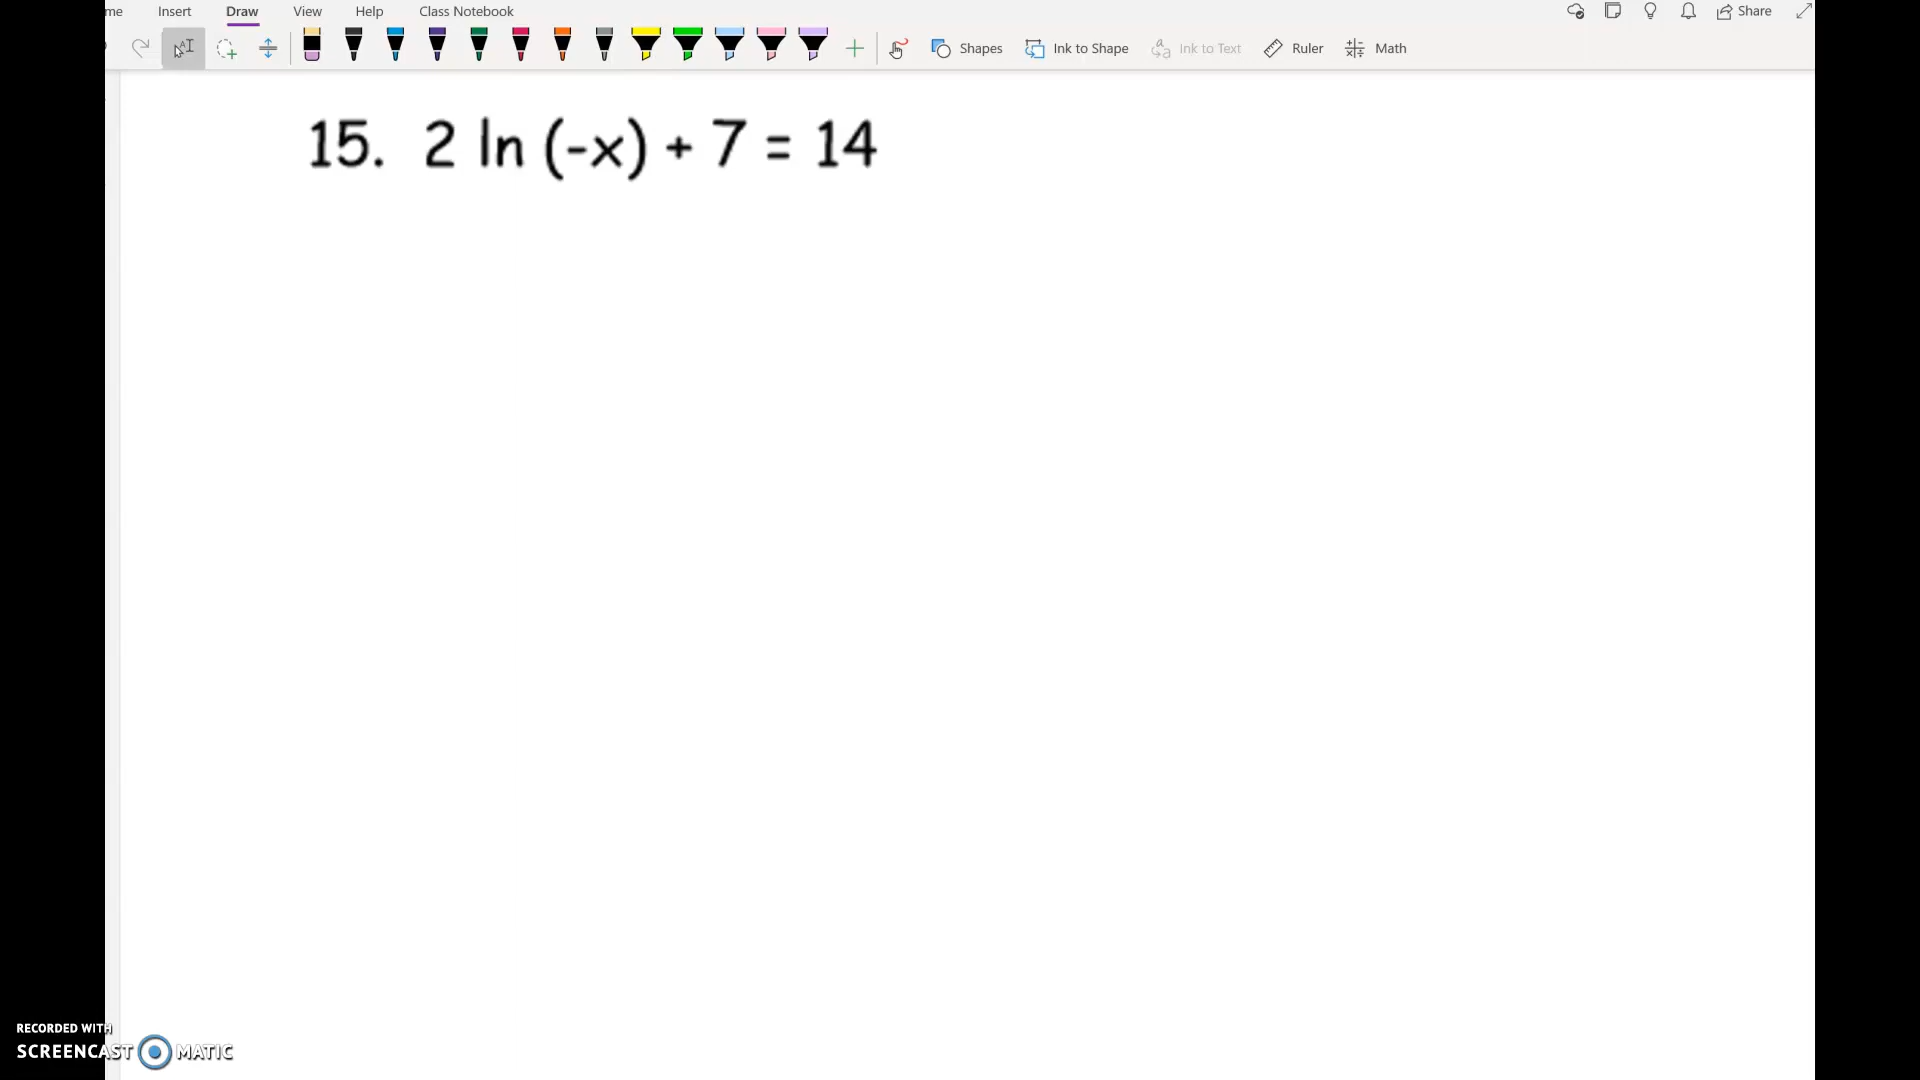 me Insert Draw View Help Class Notebook Share
Shapes Ink to Shape Ink to Text Ruler Math
15. 2 ln (-x) + 7 = 14
RECORDED WITH
SCREENCAST MATIC